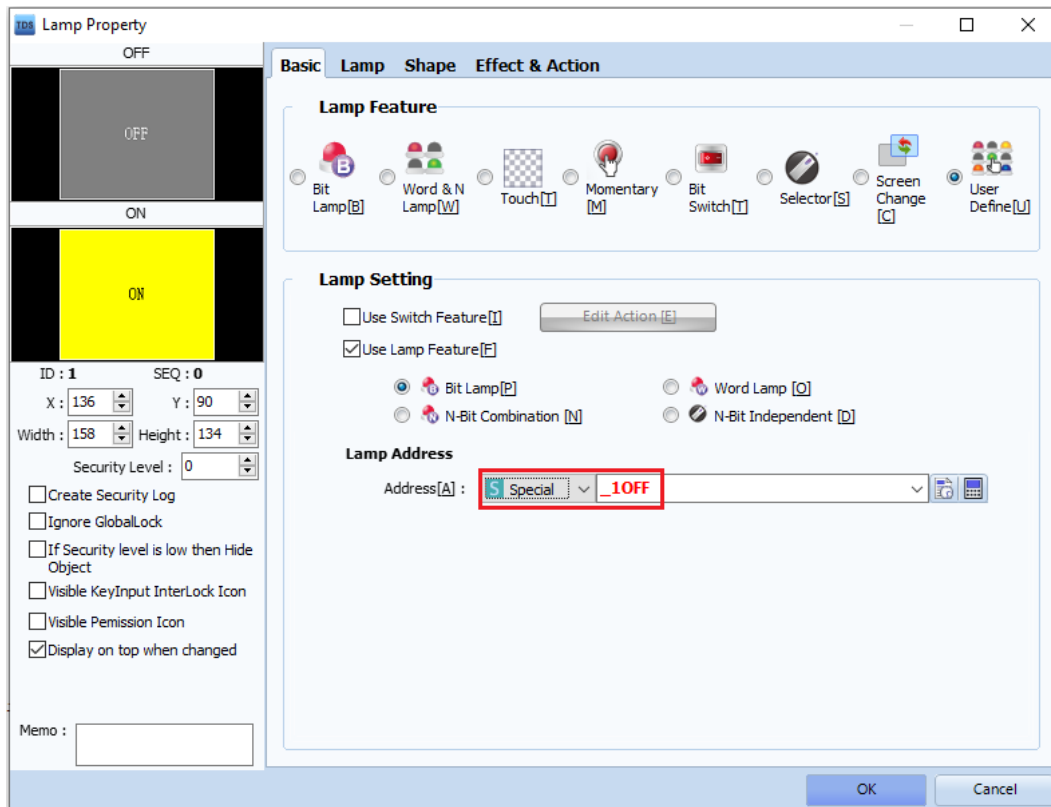 TDS Lamp Property
OFF
OFF
ON
ON
ID : 1 SEQ : 0
X : 136 Y : 90
Width : 158 Height : 134
Security Level : 0
Create Security Log
Ignore GlobalLock
If Security level is low then Hide
Object
Visible KeyInput InterLock Icon
Visible Pemission Icon
Display on top when changed
Memo :
Basic Lamp Shape Effect & Action
Lamp Feature
B
Bit
Lamp[B]
Word & N
Lamp[W]
Touch[T]
Momentary
[M]
Bit
Switch[T]
Selector[S]
Screen
Change
[C]
User
Define[U]
Lamp Setting
Use Switch Feature[I] Edit Action [E]
Use Lamp Feature[F]
Bit Lamp[P] Word Lamp [O]
N-Bit Combination [N] N-Bit Independent [D]
Lamp Address
Address[A] : S Special _1OFF
OK Cancel